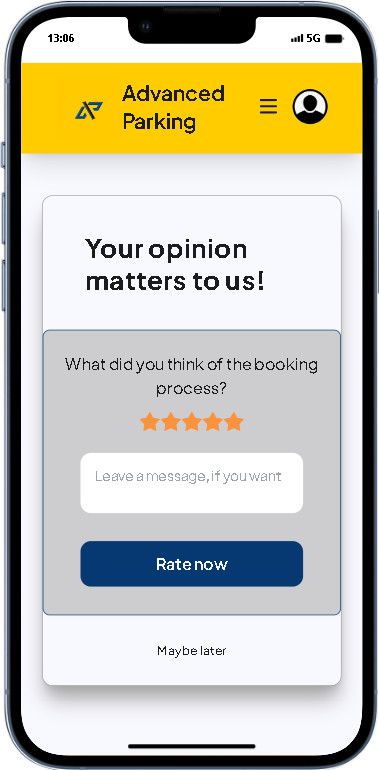 13:06
5G
Advanced
Parking
Your opinion
matters to us!
What did you think of the booking
process?
Leave a message, if you want
Rate now
Maybe later